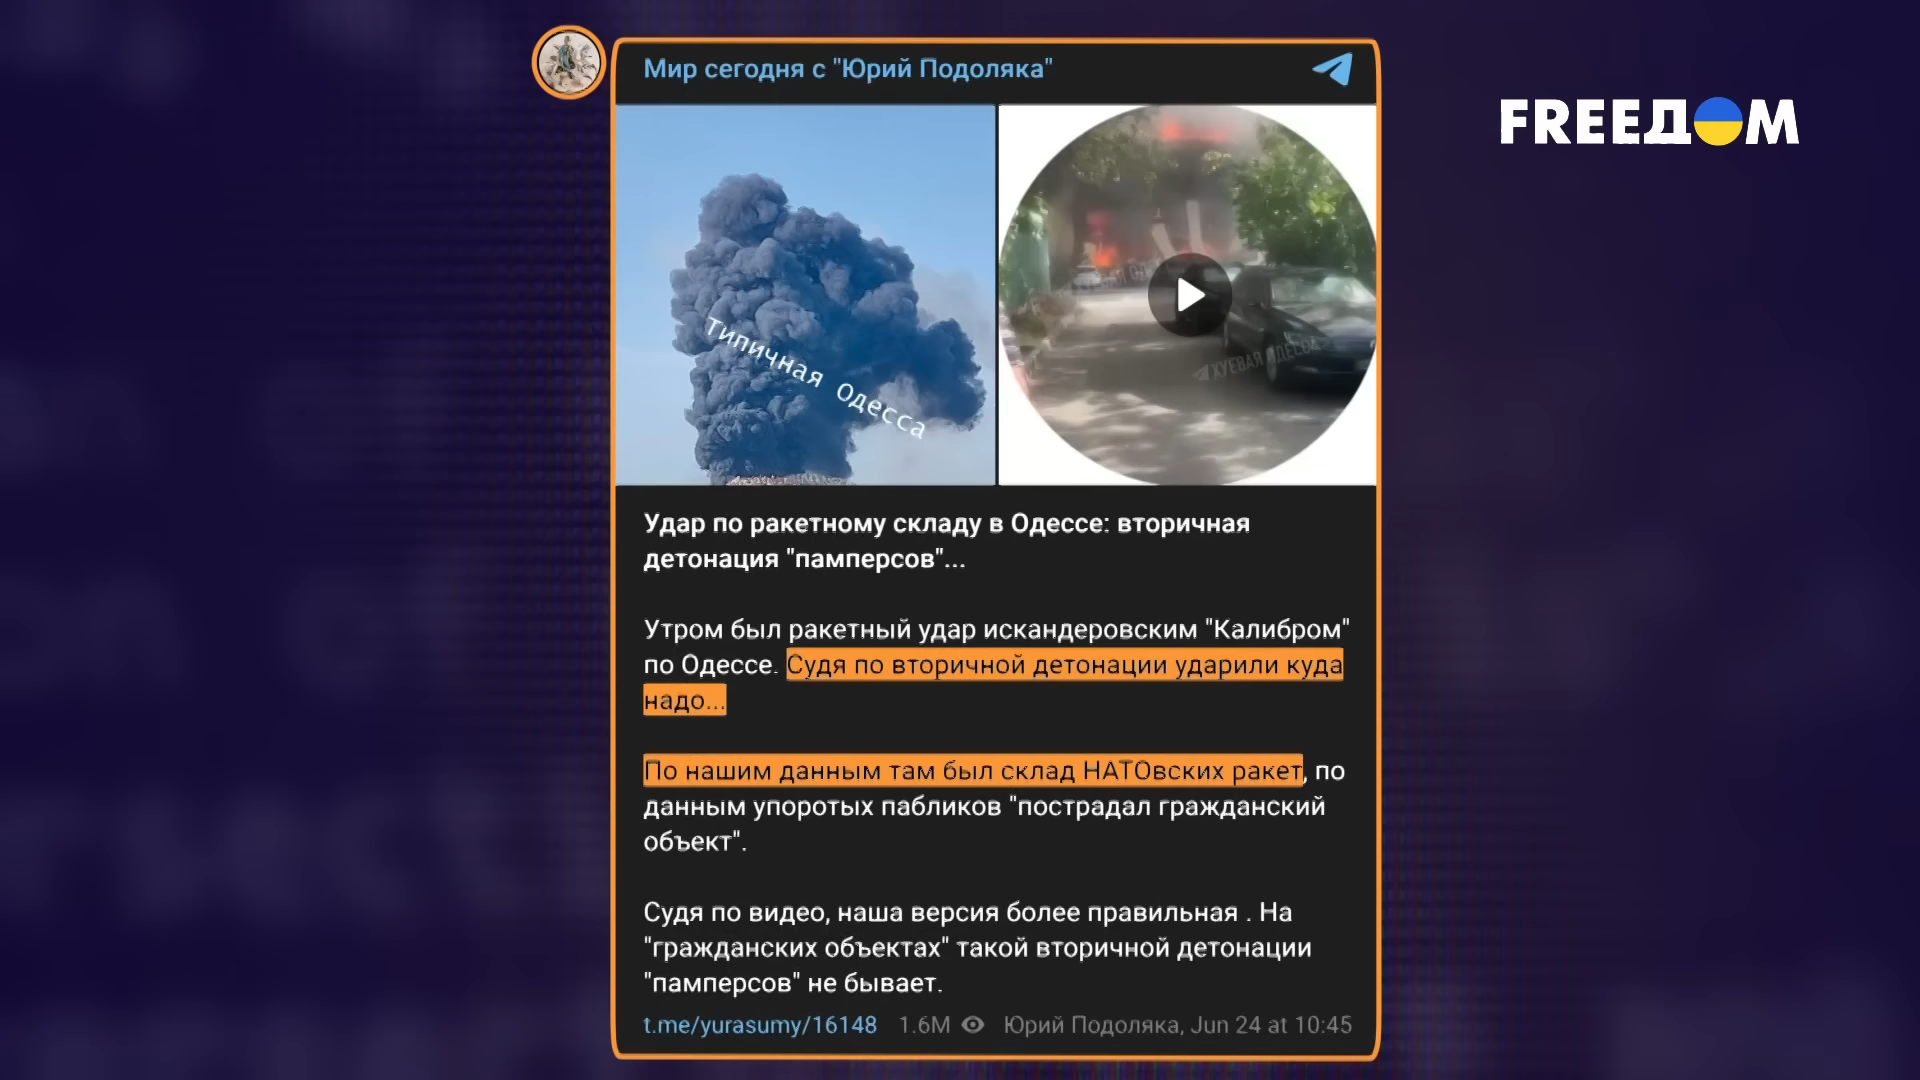 Мир сегодня с "Юрий Подоляка"
FREEДОМ
Типичная Одесса
ХУЕВАЯ ОДЕССА
Удар по ракетному складу в Одессе: вторичная
детонация "памперсов"...
Утром был ракетный удар искандеровским "Калибром"
по Одессе. Судя по вторичной детонации ударили куда
надо...
По нашим данным там был склад НАТОвских ракет, по
данным упоротых пабликов "пострадал гражданский
объект".
Судя по видео, наша версия более правильная . На
"гражданских объектах" такой вторичной детонации
"памперсов" не бывает.
t.me/yurasumy/16148 1.6M Юрий Подоляка, Jun 24 at 10:45